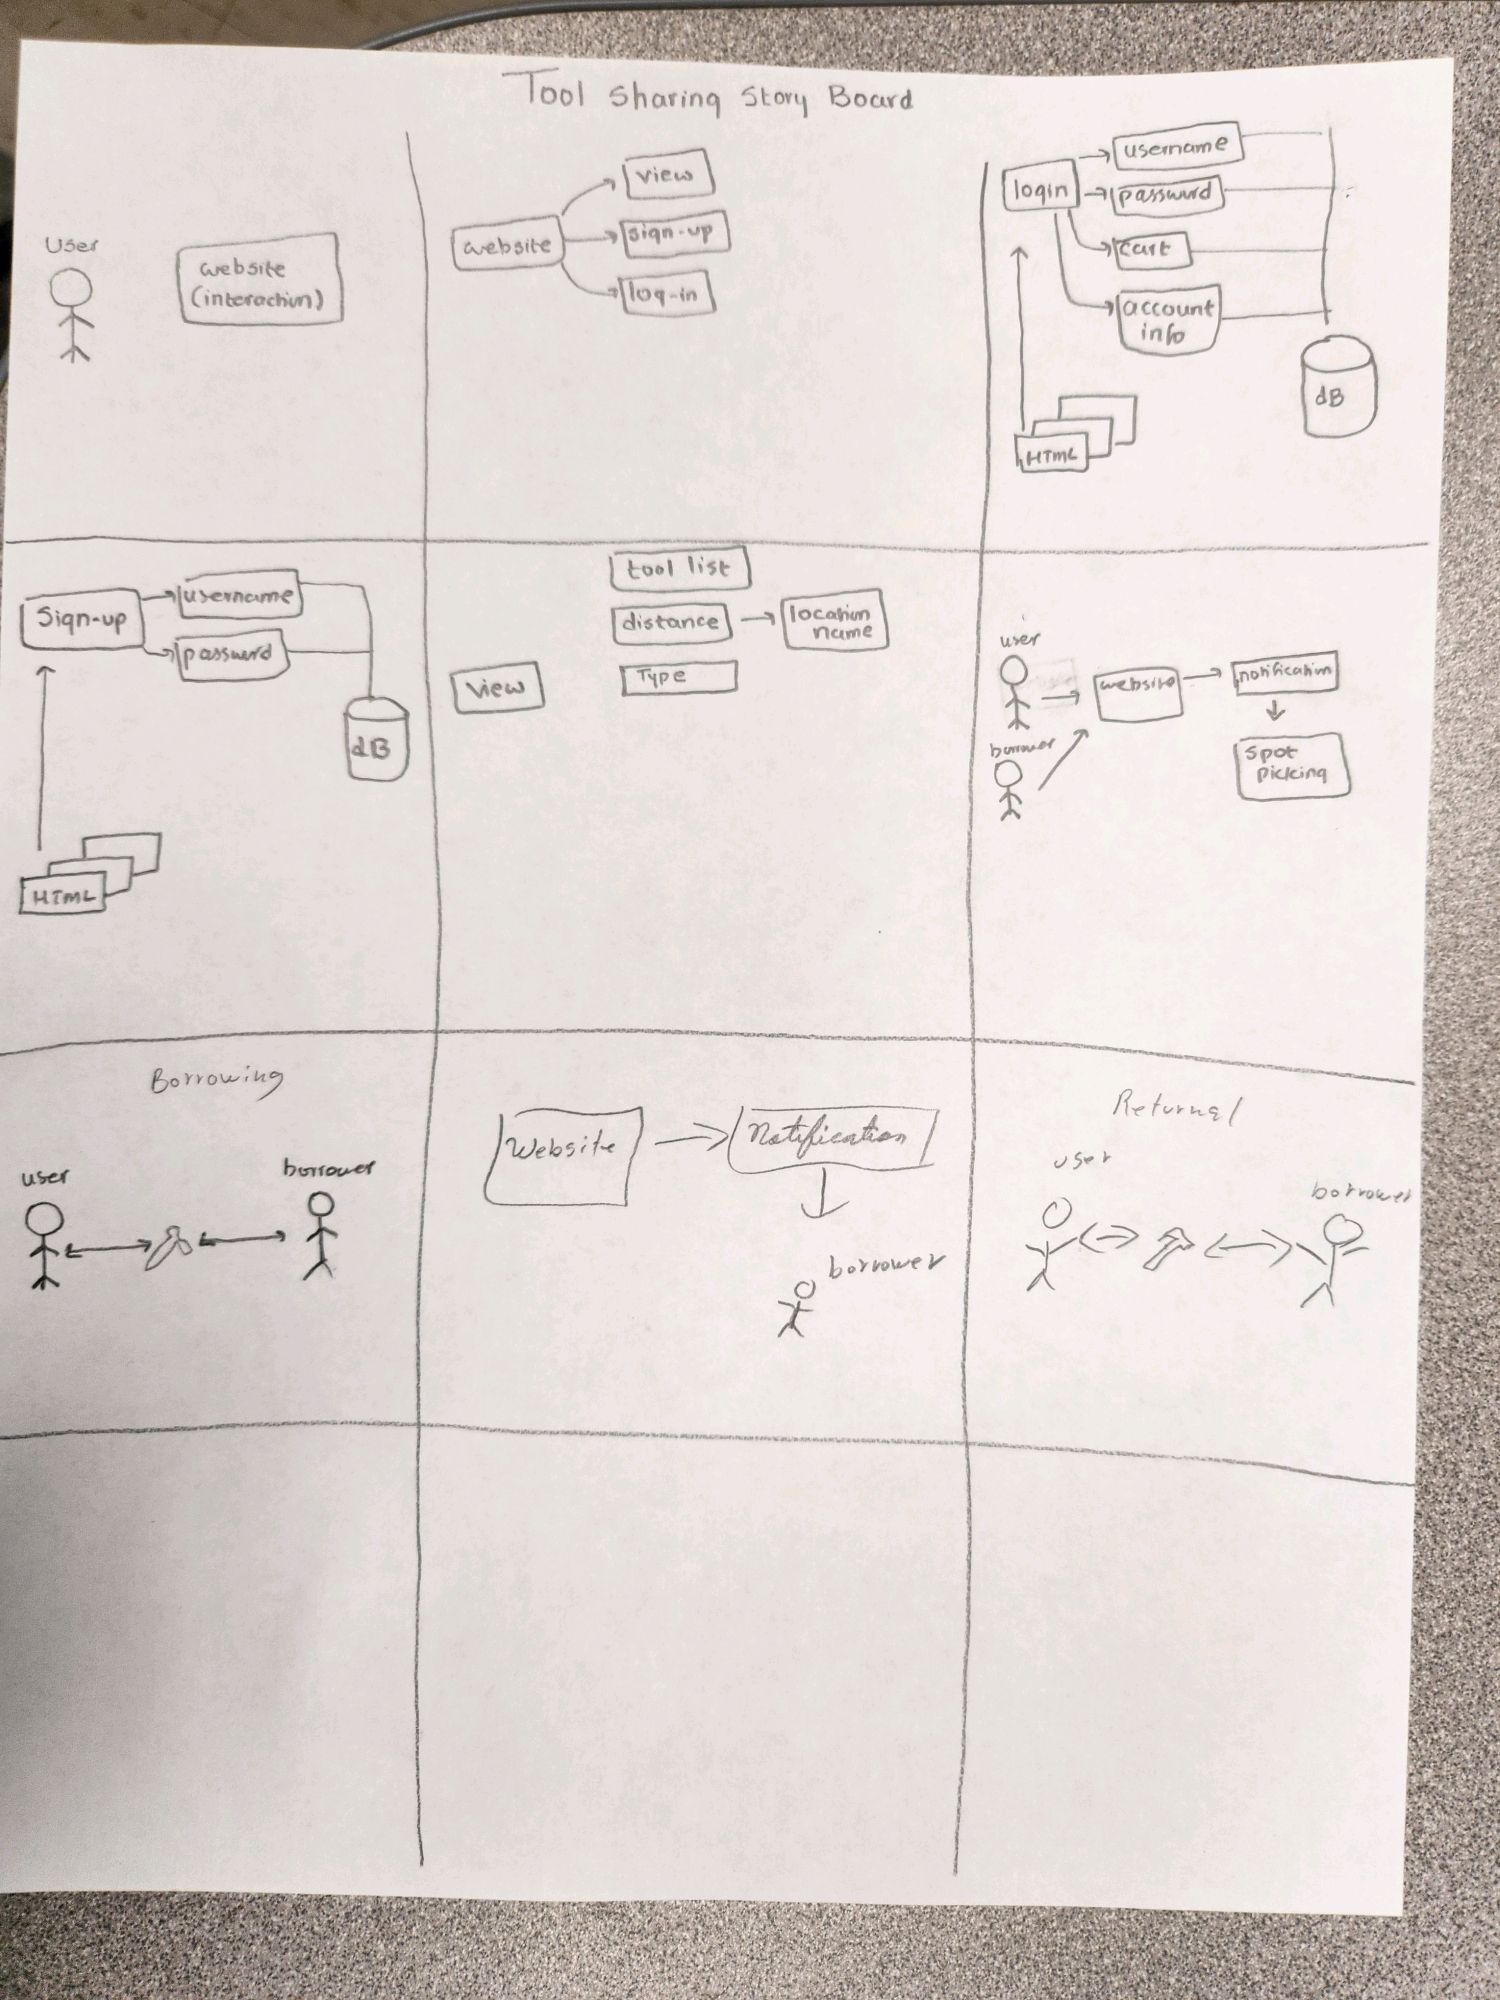 Tool Sharing Story Board
User
website
(interaction)
website
view
sign-up
log-in
login
username
password
cart
account
info
HTML
dB
Sign-up
username
password
dB
HTML
view
tool list
distance
location
name
Type
user
borrower
website
notification
spot
picking
Borrowing
user
borrower
Website
Notification
borrower
Returnal
user
borrower